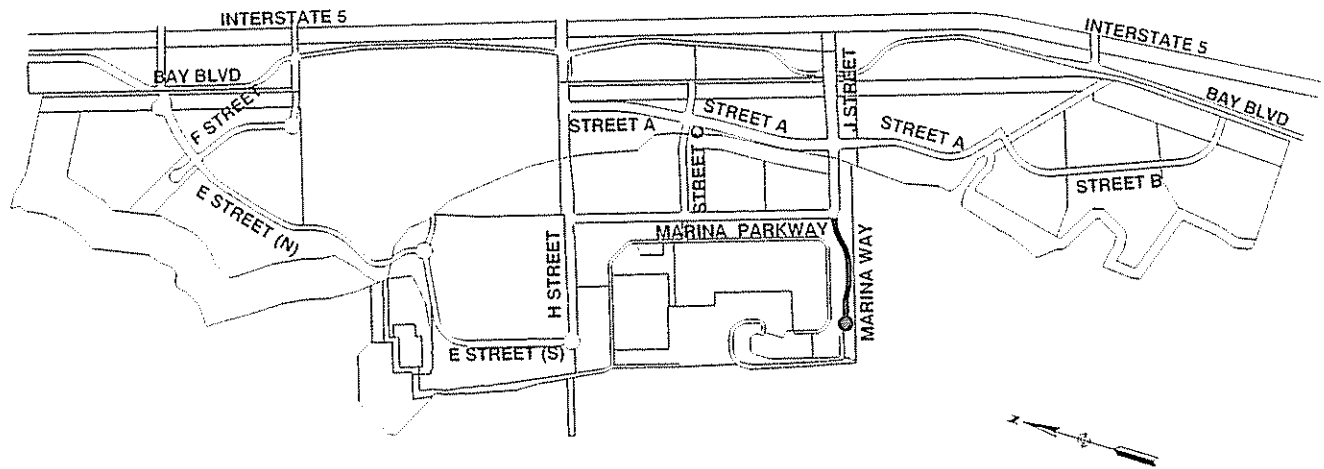 INTERSTATE 5
INTERSTATE 5
BAY BLVD
F STREET
J STREET
BAY BLVD
STREET A
STREET A
STREET A
STREET C
STREET B
E STREET (N)
MARINA PARKWAY
H STREET
MARINA WAY
E STREET (S)
N